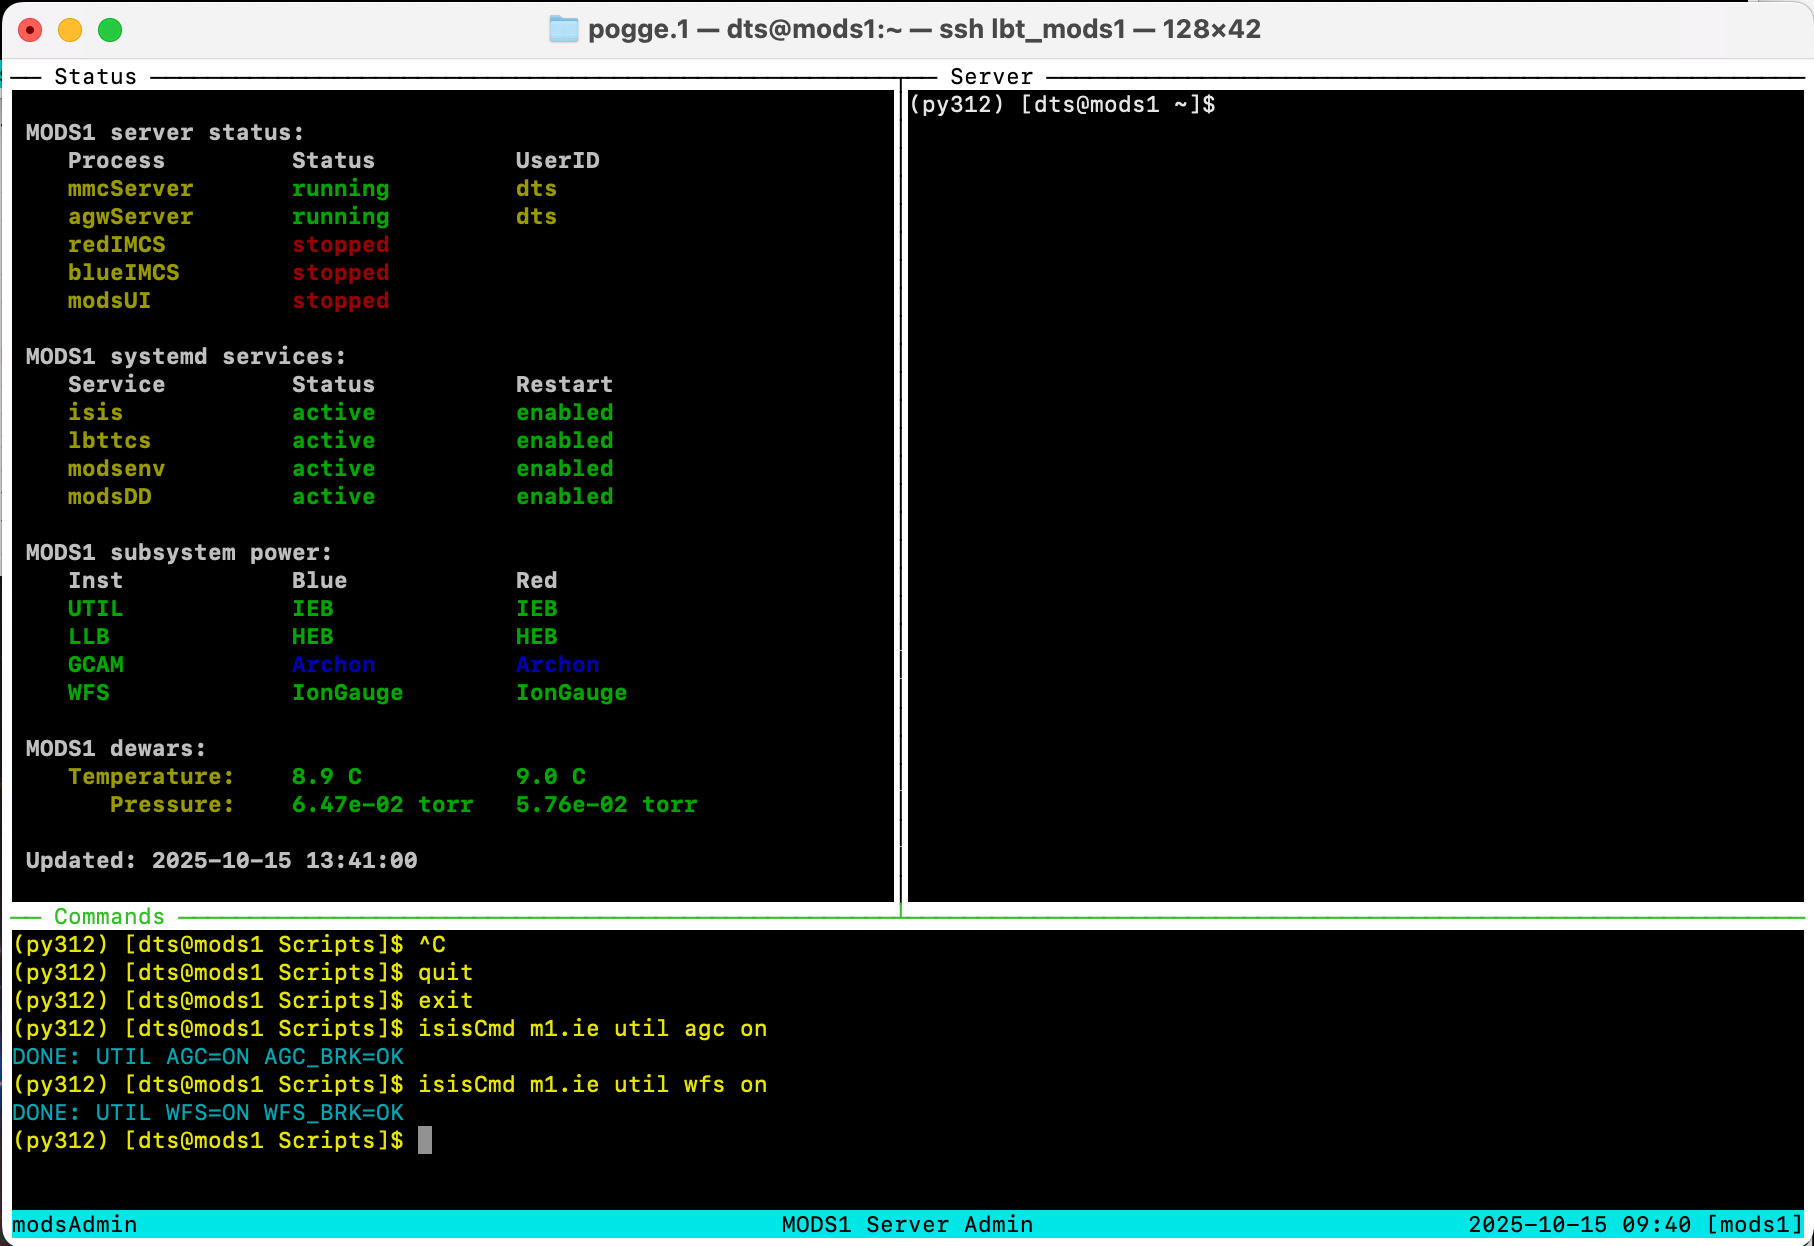 pogge.1 — dts@mods1:~ — ssh lbt_mods1 — 128×42
Status
MODS1 server status:
Process Status UserID
mmcServer running dts
agwServer running dts
redIMCS stopped
blueIMCS stopped
modsUI stopped
MODS1 systemd services:
Service Status Restart
isis active enabled
lbttcs active enabled
modsenv active enabled
modsDD active enabled
MODS1 subsystem power:
Inst Blue Red
UTIL IEB IEB
LLB HEB HEB
GCAM Archon Archon
WFS IonGauge IonGauge
MODS1 dewars:
Temperature: 8.9 C 9.0 C
Pressure: 6.47e-02 torr 5.76e-02 torr
Updated: 2025-10-15 13:41:00
Server
(py312) [dts@mods1 ~]$
Commands
(py312) [dts@mods1 Scripts]$ ^C
(py312) [dts@mods1 Scripts]$ quit
(py312) [dts@mods1 Scripts]$ exit
(py312) [dts@mods1 Scripts]$ isisCmd m1.ie util agc on
DONE: UTIL AGC=ON AGC_BRK=OK
(py312) [dts@mods1 Scripts]$ isisCmd m1.ie util wfs on
DONE: UTIL WFS=ON WFS_BRK=OK
(py312) [dts@mods1 Scripts]$
modsAdmin MODS1 Server Admin 2025-10-15 09:40 [mods1]